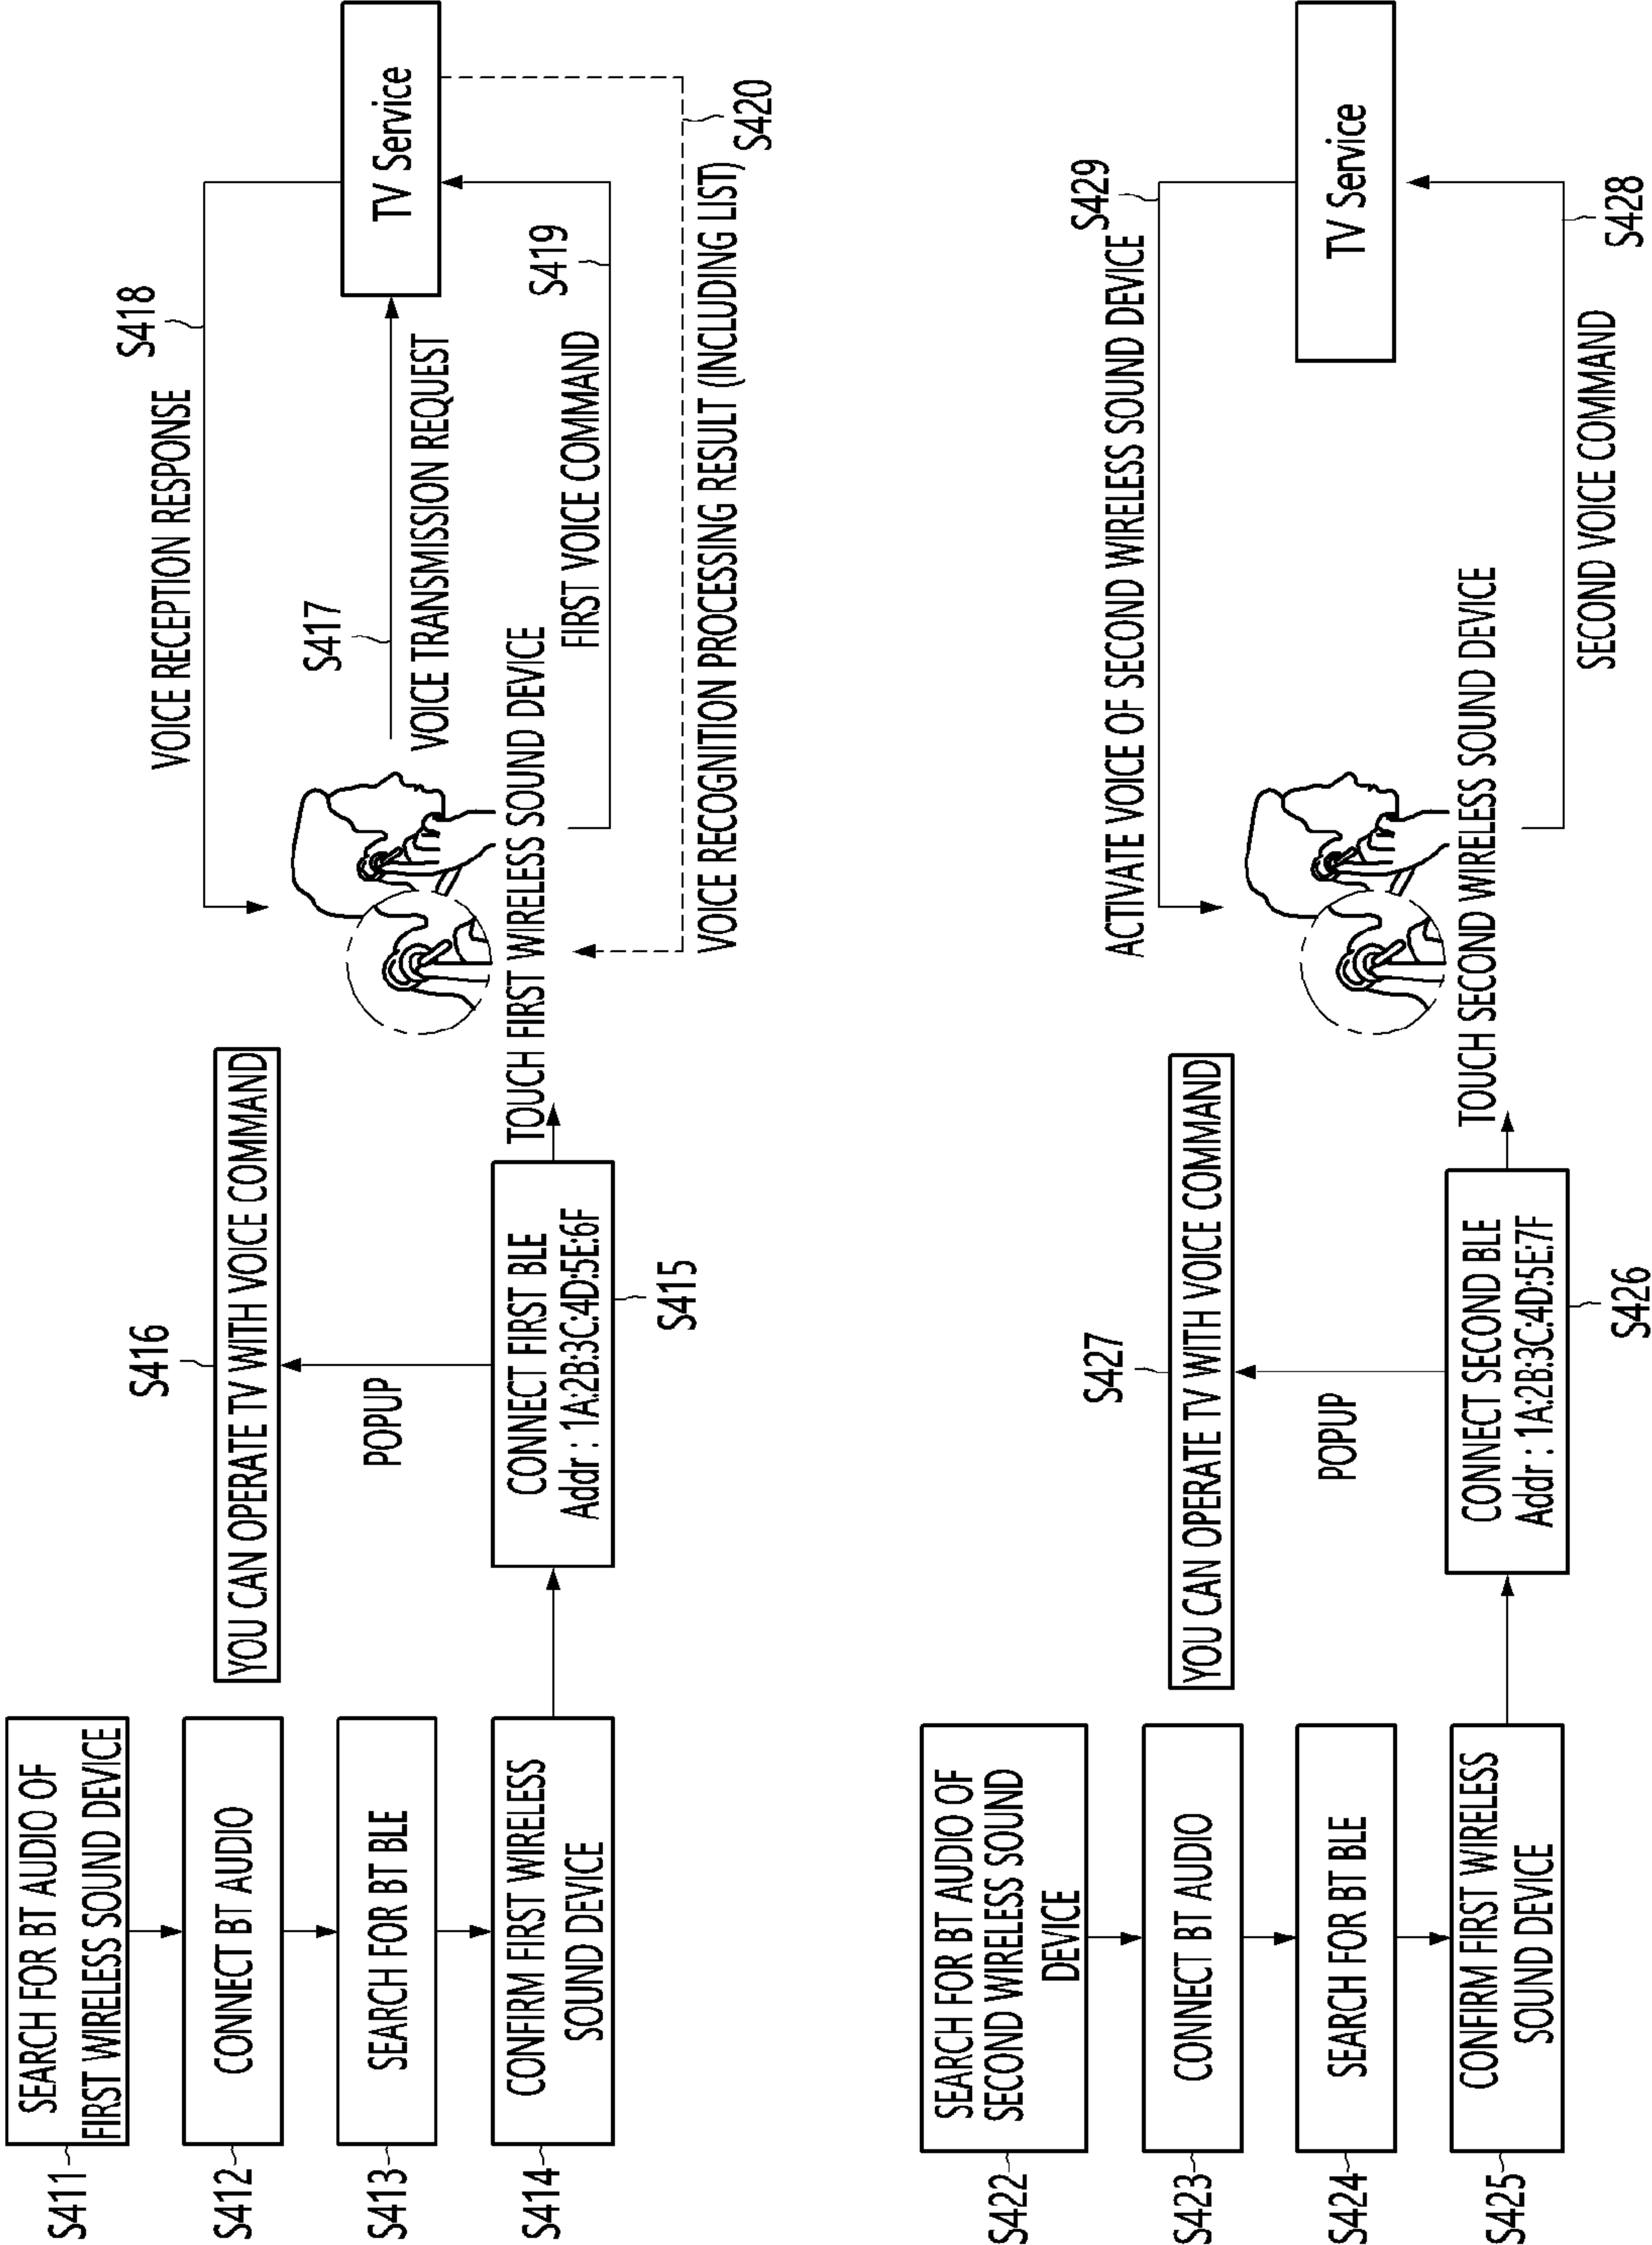 S411
SEARCH FOR BT AUDIO OF
FIRST WIRELESS SOUND DEVICE
S412
CONNECT BT AUDIO
S413
SEARCH FOR BT BLE
S414
CONFIRM FIRST WIRELESS
SOUND DEVICE
S416
YOU CAN OPERATE TV WITH VOICE COMMAND
POPUP
CONNECT FIRST BLE
Addr : 1A:2B:3C:4D:5E:6F
S415
TOUCH FIRST WIRELESS SOUND DEVICE
S418
VOICE RECEPTION RESPONSE
S417
VOICE TRANSMISSION REQUEST
TV Service
S419
FIRST VOICE COMMAND
VOICE RECOGNITION PROCESSING RESULT (INCLUDING LIST)
S420
S422
SEARCH FOR BT AUDIO OF
SECOND WIRELESS SOUND
DEVICE
S423
CONNECT BT AUDIO
S424
SEARCH FOR BT BLE
S425
CONFIRM FIRST WIRELESS
SOUND DEVICE
S427
YOU CAN OPERATE TV WITH VOICE COMMAND
POPUP
CONNECT SECOND BLE
Addr : 1A:2B:3C:4D:5E:7F
S426
TOUCH SECOND WIRELESS SOUND DEVICE
ACTIVATE VOICE OF SECOND WIRELESS SOUND DEVICE
S429
TV Service
SECOND VOICE COMMAND
S428